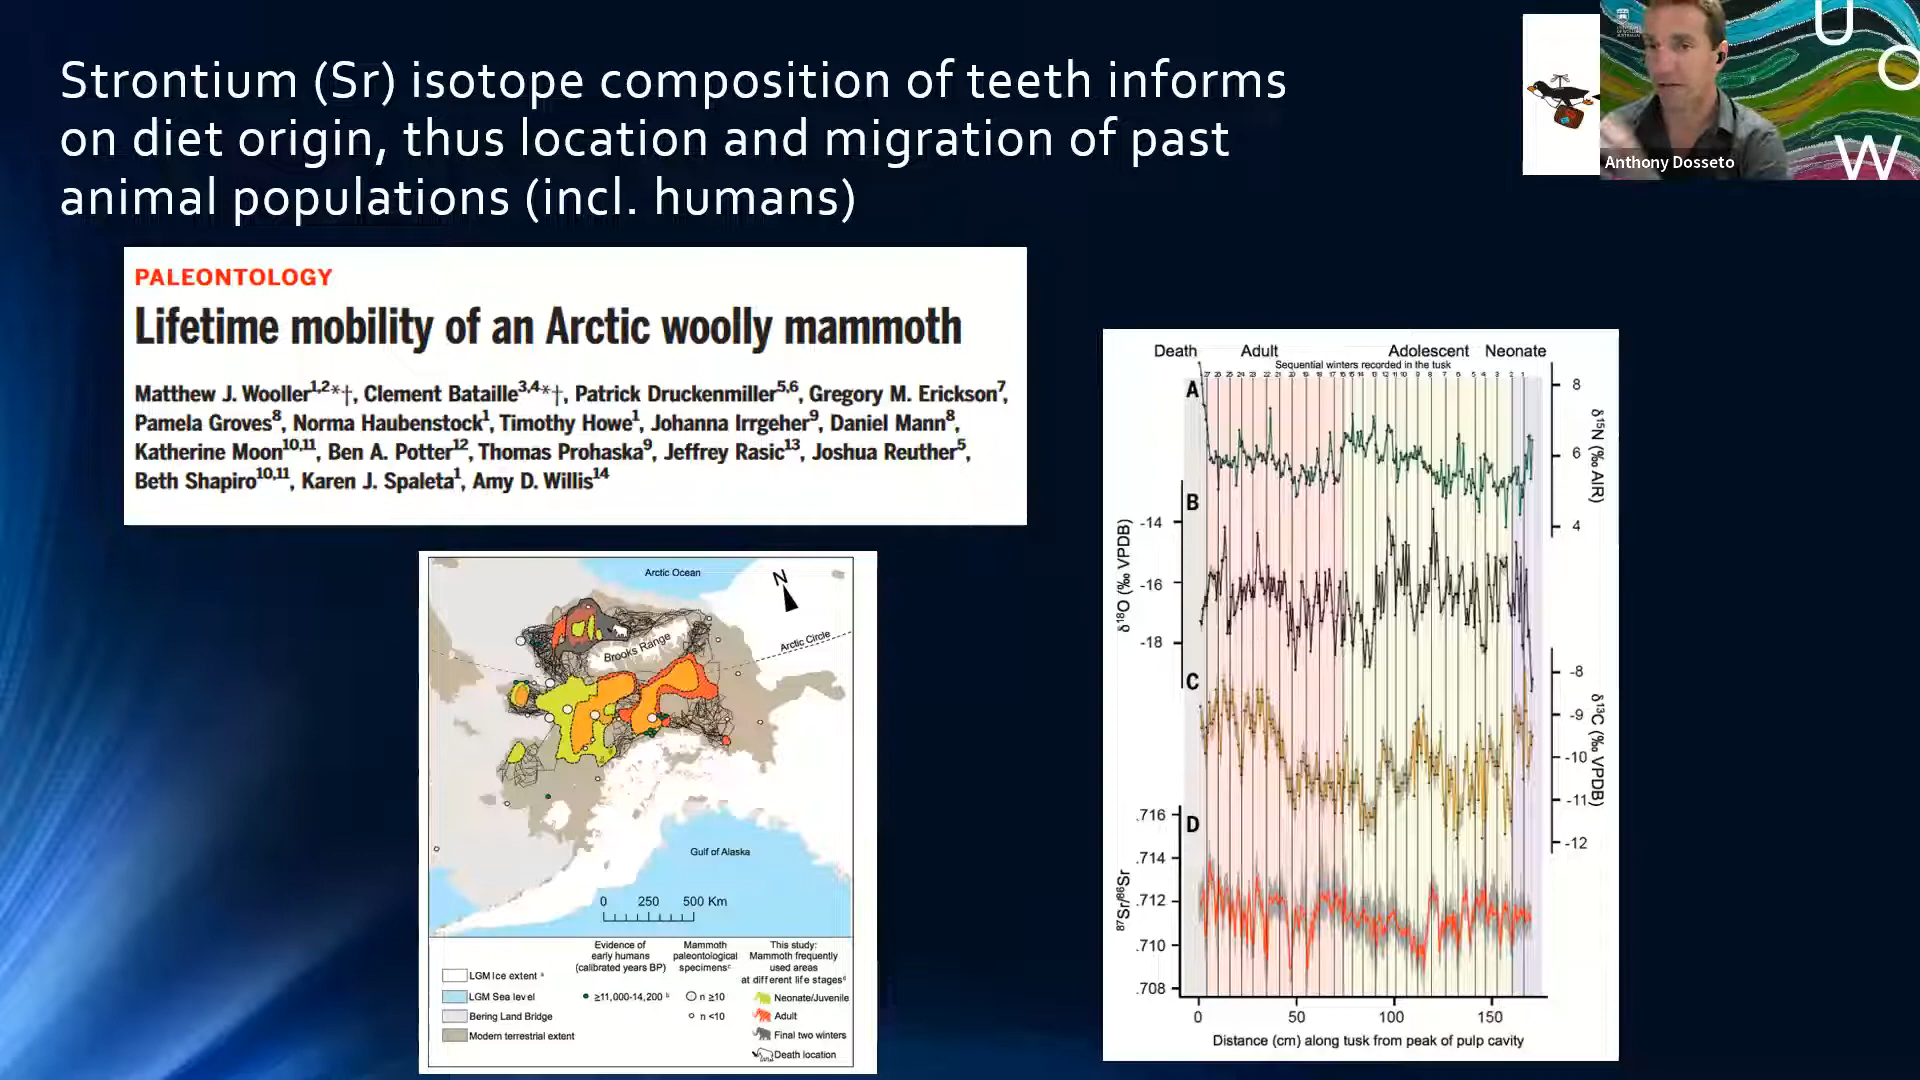 Strontium (Sr) isotope composition of teeth informs
on diet origin, thus location and migration of past
animal populations (incl. humans)
U
O
W
Anthony Dosseto
PALEONTOLOGY
Lifetime mobility of an Arctic woolly mammoth
Matthew J. Wooller1,2*†, Clement Bataille3,4*†, Patrick Druckenmiller5,6, Gregory M. Erickson7,
Pamela Groves8, Norma Haubenstock1, Timothy Howe1, Johanna Irrgeher9, Daniel Mann8,
Katherine Moon10,11, Ben A. Potter12, Thomas Prohaska9, Jeffrey Rasic13, Joshua Reuther5,
Beth Shapiro10,11, Karen J. Spaleta1, Amy D. Willis14
Arctic Ocean
N
Brooks Range
Arctic Circle
Gulf of Alaska
0 250 500 Km
LGM Ice extent a
LGM Sea level
Bering Land Bridge
Modern terrestrial extent
Evidence of
early humans
(calibrated years BP)
≥11,000-14,200 b
Mammoth
paleontological
specimensc
n ≥10
n <10
This study:
Mammoth frequently
used areas
at different life stagesd
Neonate/Juvenile
Adult
Final two winters
Death location
Death Adult Adolescent Neonate
Sequential winters recorded in the tusk
A
8
6
4
δ15N (‰ AIR)
B
-14
-16
-18
δ18O (‰ VPDB)
C
-8
-9
-10
-11
-12
δ13C (‰ VPDB)
D
.716
.714
.712
.710
.708
87Sr/86Sr
0 50 100 150
Distance (cm) along tusk from peak of pulp cavity